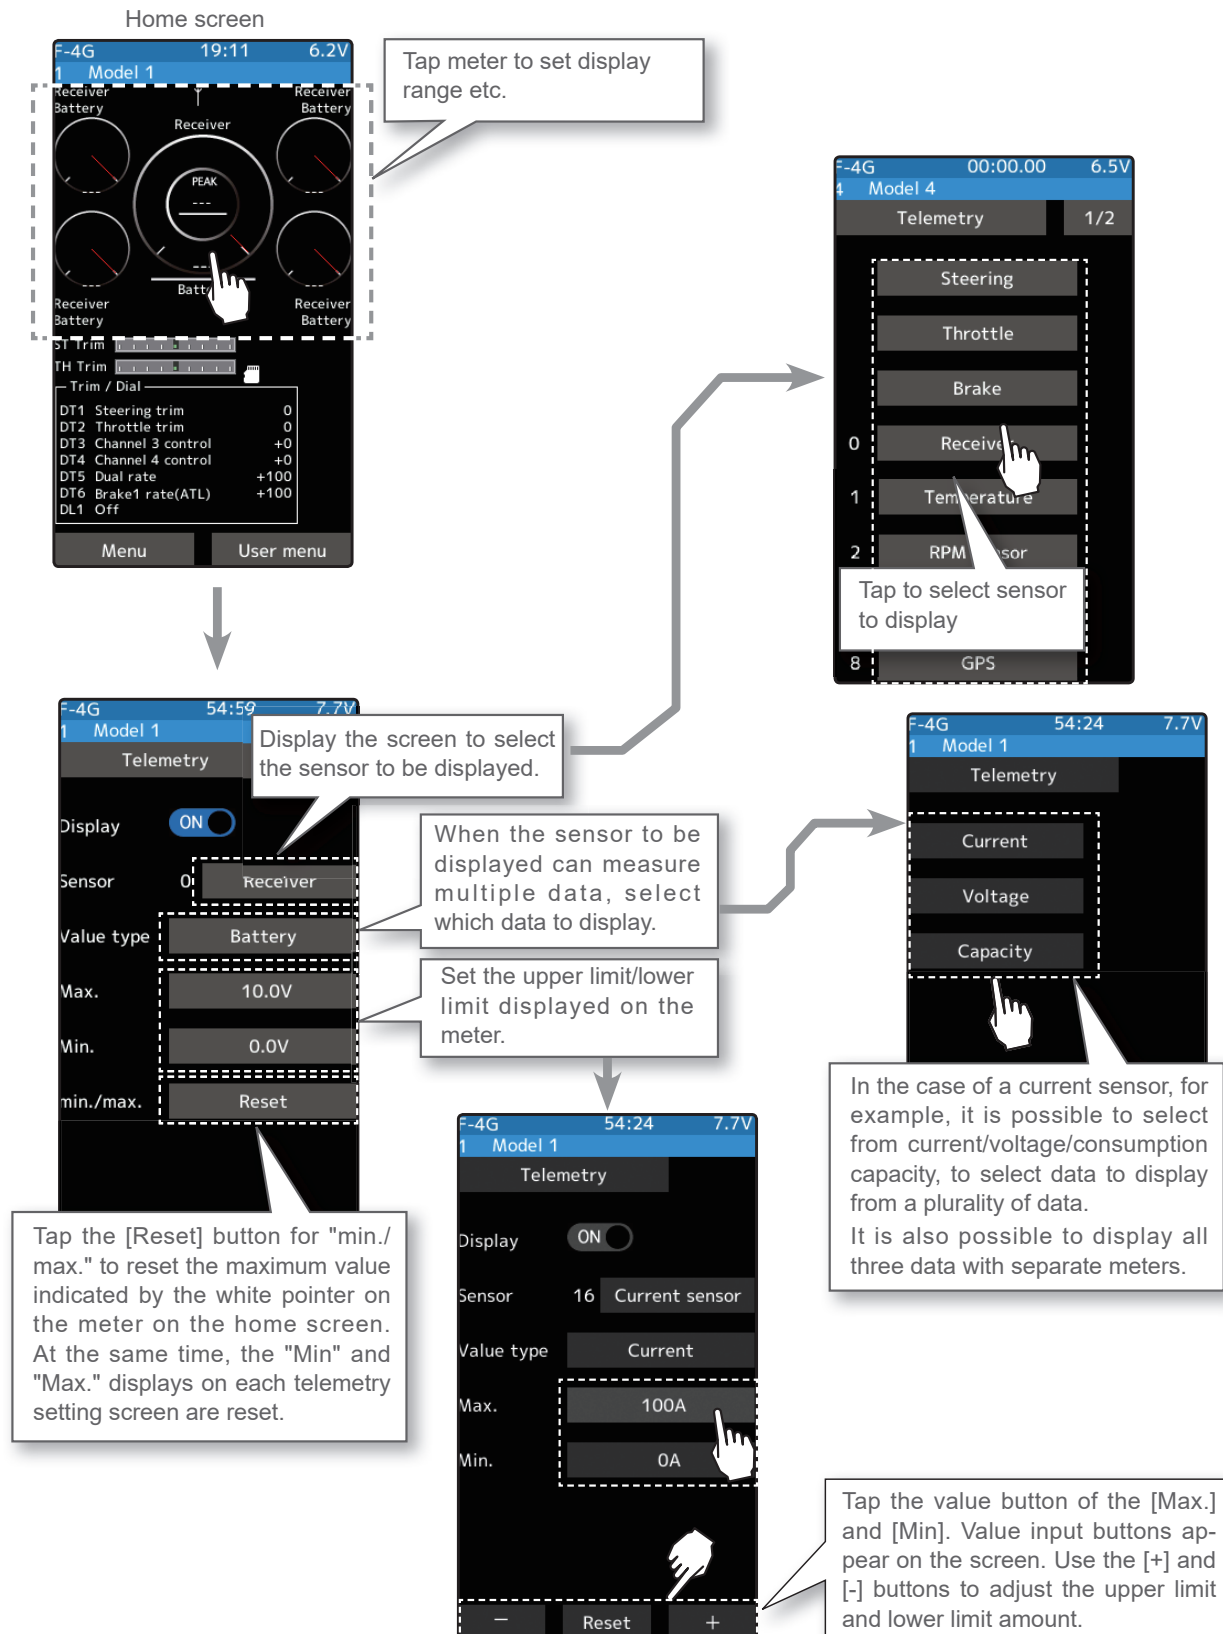 Home screen
F-4G 19:11 6.2V
1 Model 1
Receiver
Battery
Receiver
Battery
Receiver
PEAK
---
---
---
---
---
---
Receiver
Battery
Receiver
Battery
ST Trim
TH Trim
Trim / Dial
DT1 Steering trim 0
DT2 Throttle trim 0
DT3 Channel 3 control +0
DT4 Channel 4 control +0
DT5 Dual rate +100
DT6 Brake1 rate(ATL) +100
DL1 Off
Menu User menu
Tap meter to set display
range etc.
F-4G 00:00.00 6.5V
4 Model 4
Telemetry 1/2
Steering
Throttle
Brake
0 Receiver
1 Temperature
2
8 GPS
Tap to select sensor
to display
F-4G 54:59 7.7V
1 Model 1
Telemetry
Display ON
Sensor 0 Receiver
Value type Battery
Max. 10.0V
Min. 0.0V
min./max. Reset
Display the screen to select
the sensor to be displayed.
When the sensor to be
displayed can measure
multiple data, select
which data to display.
Set the upper limit/lower
limit displayed on the
meter.
Tap the [Reset] button for "min./
max." to reset the maximum value
indicated by the white pointer on
the meter on the home screen.
At the same time, the "Min" and
"Max." displays on each telemetry
setting screen are reset.
F-4G 54:24 7.7V
1 Model 1
Telemetry
Current
Voltage
Capacity
In the case of a current sensor, for
example, it is possible to select
from current/voltage/consumption
capacity, to select data to display
from a plurality of data.
It is also possible to display all
three data with separate meters.
F-4G 54:24 7.7V
1 Model 1
Telemetry
Display ON
Sensor 16 Current sensor
Value type Current
Max. 100A
Min. 0A
- Reset +
Tap the value button of the [Max.]
and [Min]. Value input buttons ap-
pear on the screen. Use the [+] and
[-] buttons to adjust the upper limit
and lower limit amount.